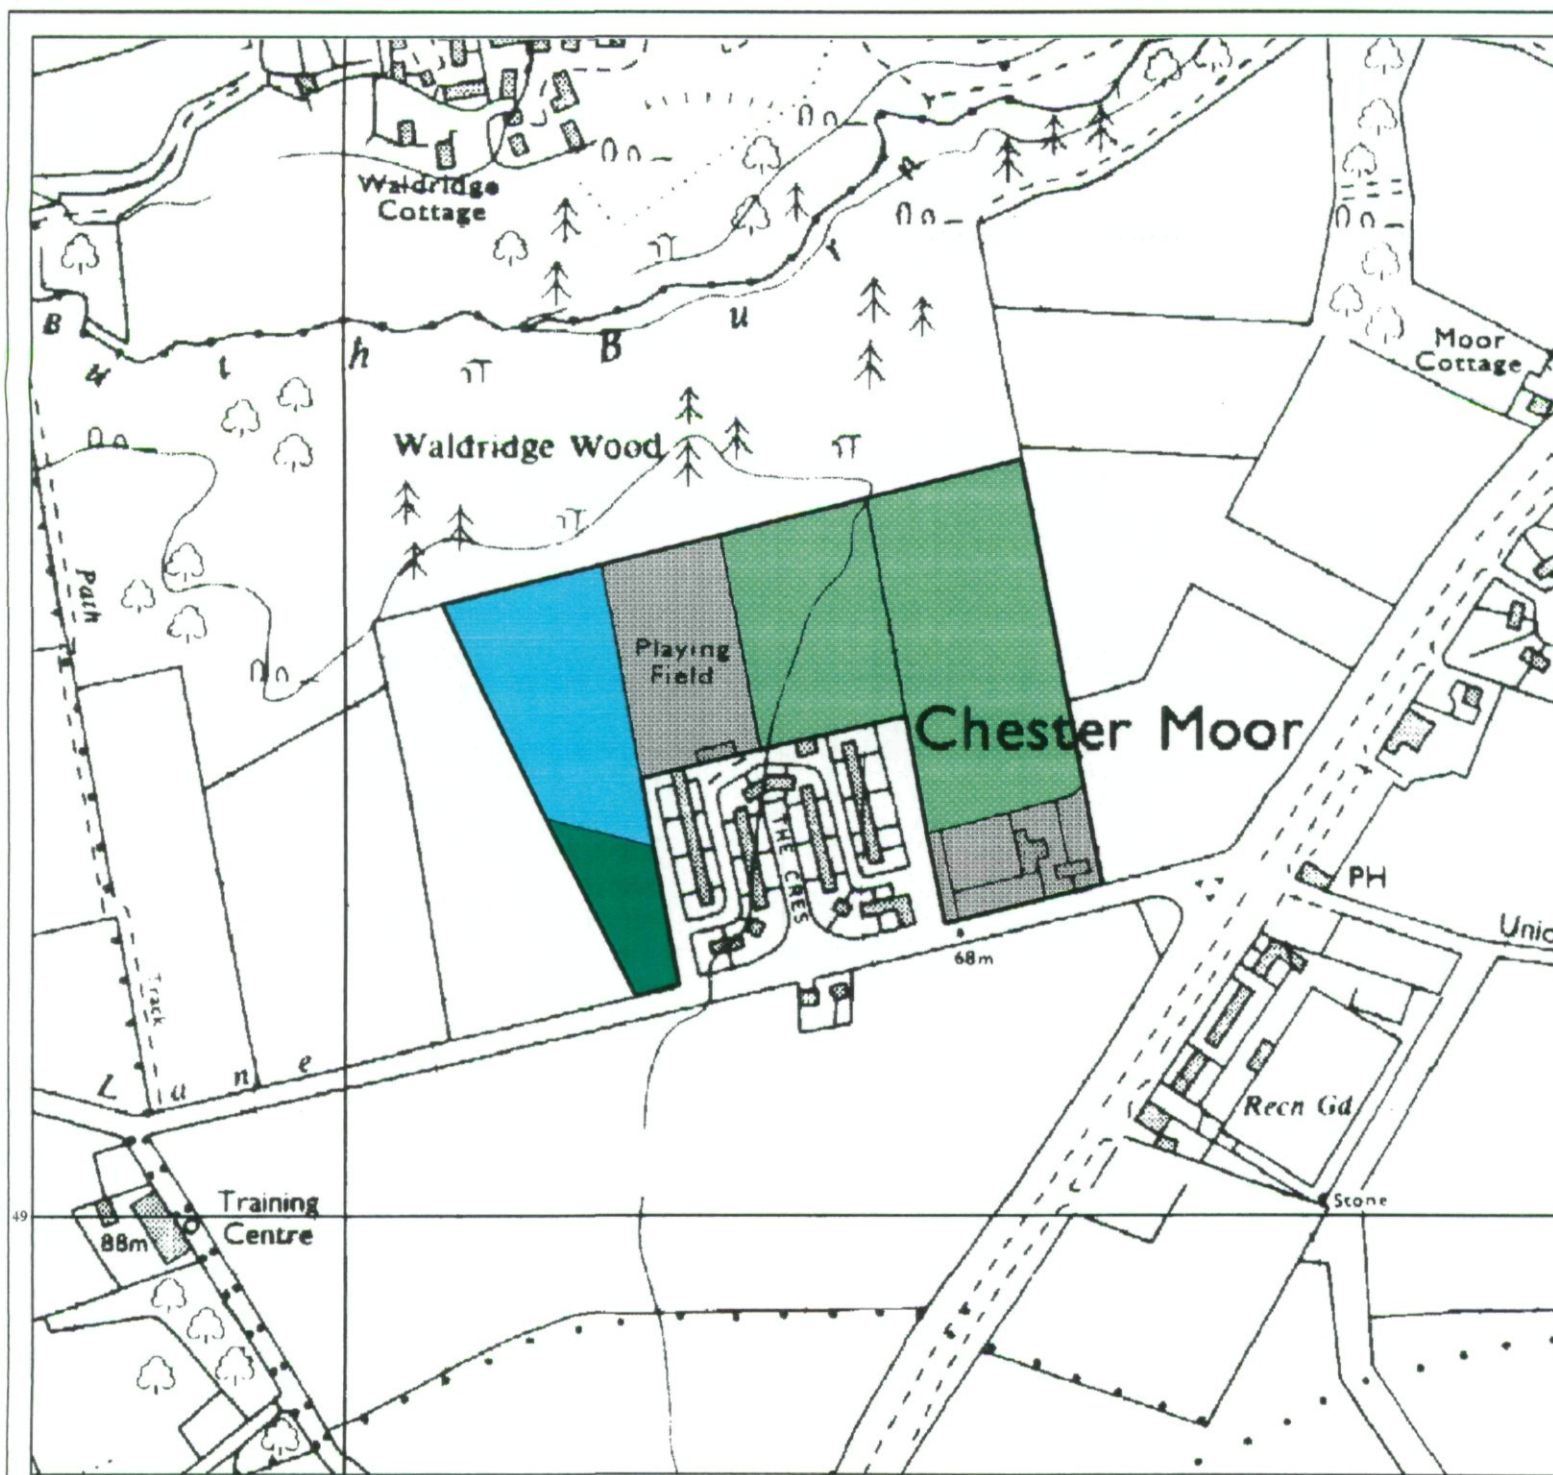 Waldridge
Cottage
B u r n
B u t h
Moor
Cottage
Waldridge Wood
Path
Playing
Field
Chester Moor
THE CRES
PH
Unio
68m
Track
L a n e
Recn Gd
Stone
49
Training
Centre
88m